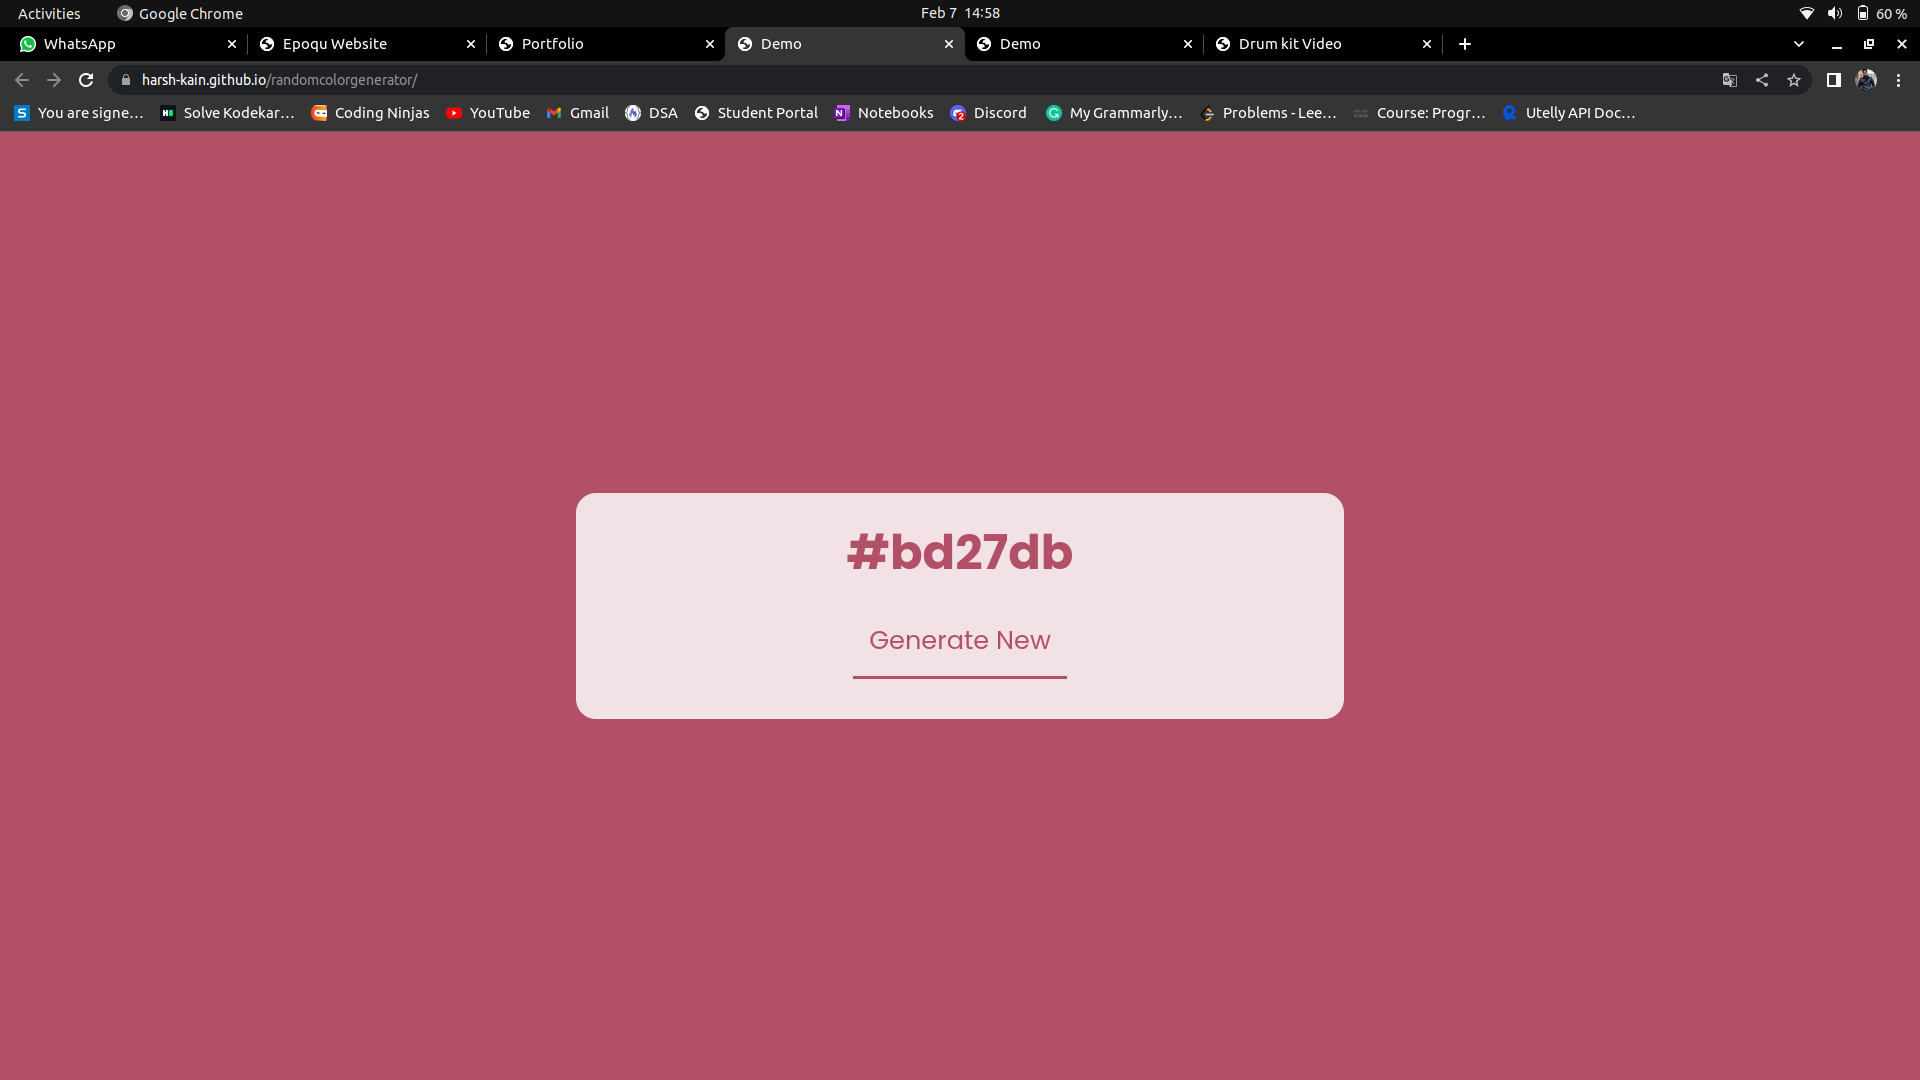 Activities Google Chrome Feb 7 14:58 60 %
WhatsApp Epoqu Website Portfolio Demo Demo Drum kit Video
harsh-kain.github.io/randomcolorgenerator/
You are signe... Solve Kodekar... Coding Ninjas YouTube Gmail DSA Student Portal Notebooks Discord My Grammarly... Problems - Lee... Course: Progr... Utelly API Doc...
#bd27db
Generate New